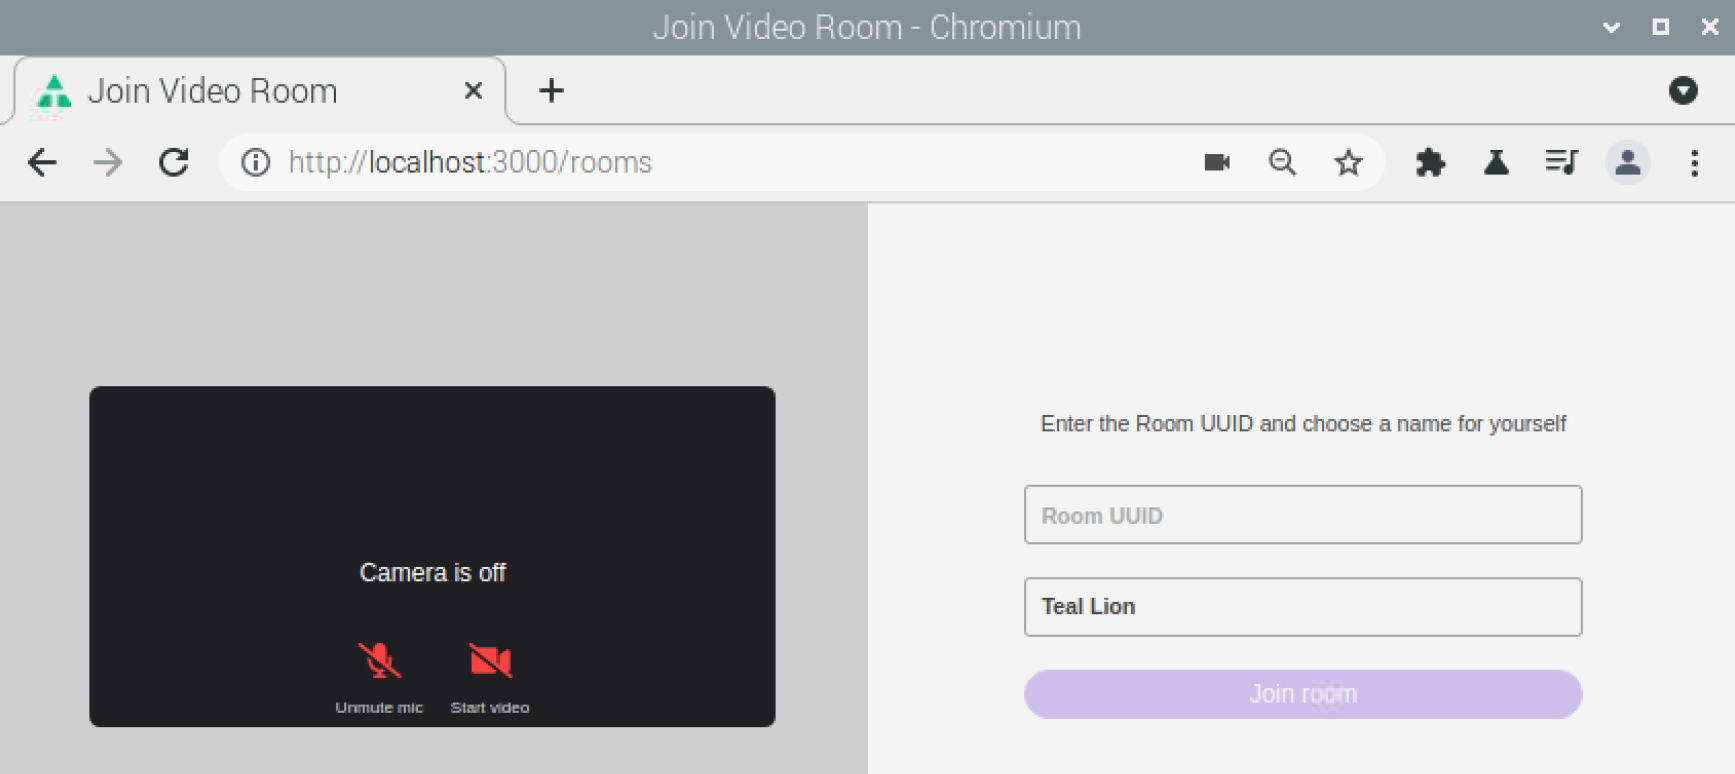 Join Video Room - Chromium
Join Video Room
http://localhost:3000/rooms
Camera is off
Unmute mic
Start video
Enter the Room UUID and choose a name for yourself
Room UUID
Teal Lion
Join room